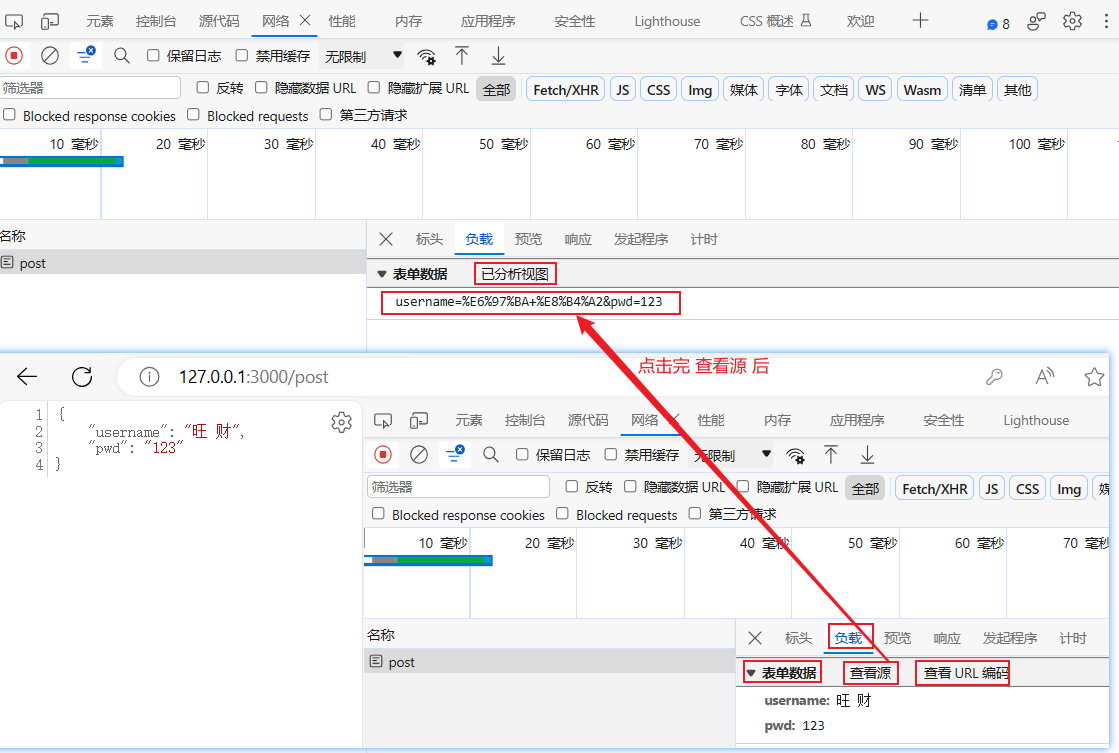 元素 控制台 源代码 网络 性能 内存 应用程序 安全性 Lighthouse CSS 概述 欢迎 8
保留日志 禁用缓存 无限制
筛选器 反转 隐藏数据 URL 隐藏扩展 URL 全部 Fetch/XHR JS CSS Img 媒体 字体 文档 WS Wasm 清单 其他
Blocked response cookies Blocked requests 第三方请求
10 毫秒 20 毫秒 30 毫秒 40 毫秒 50 毫秒 60 毫秒 70 毫秒 80 毫秒 90 毫秒 100 毫秒
名称 标头 负载 预览 响应 发起程序 计时
post 表单数据 已分析视图
username=%E6%97%BA+%E8%B4%A2&pwd=123
点击完 查看源 后
127.0.0.1:3000/post
1 {
2 "username": "旺 财",
3 "pwd": "123"
4 }
元素 控制台 源代码 网络 性能 内存 应用程序 安全性 Lighthouse
保留日志 禁用缓存 无限制
筛选器 反转 隐藏数据 URL 隐藏扩展 URL 全部 Fetch/XHR JS CSS Img
Blocked response cookies Blocked requests 第三方请求
10 毫秒 20 毫秒 30 毫秒 40 毫秒 50 毫秒 60 毫秒 70 毫秒
名称 标头 负载 预览 响应 发起程序 计时
post 表单数据 查看源 查看 URL 编码
username: 旺 财
pwd: 123